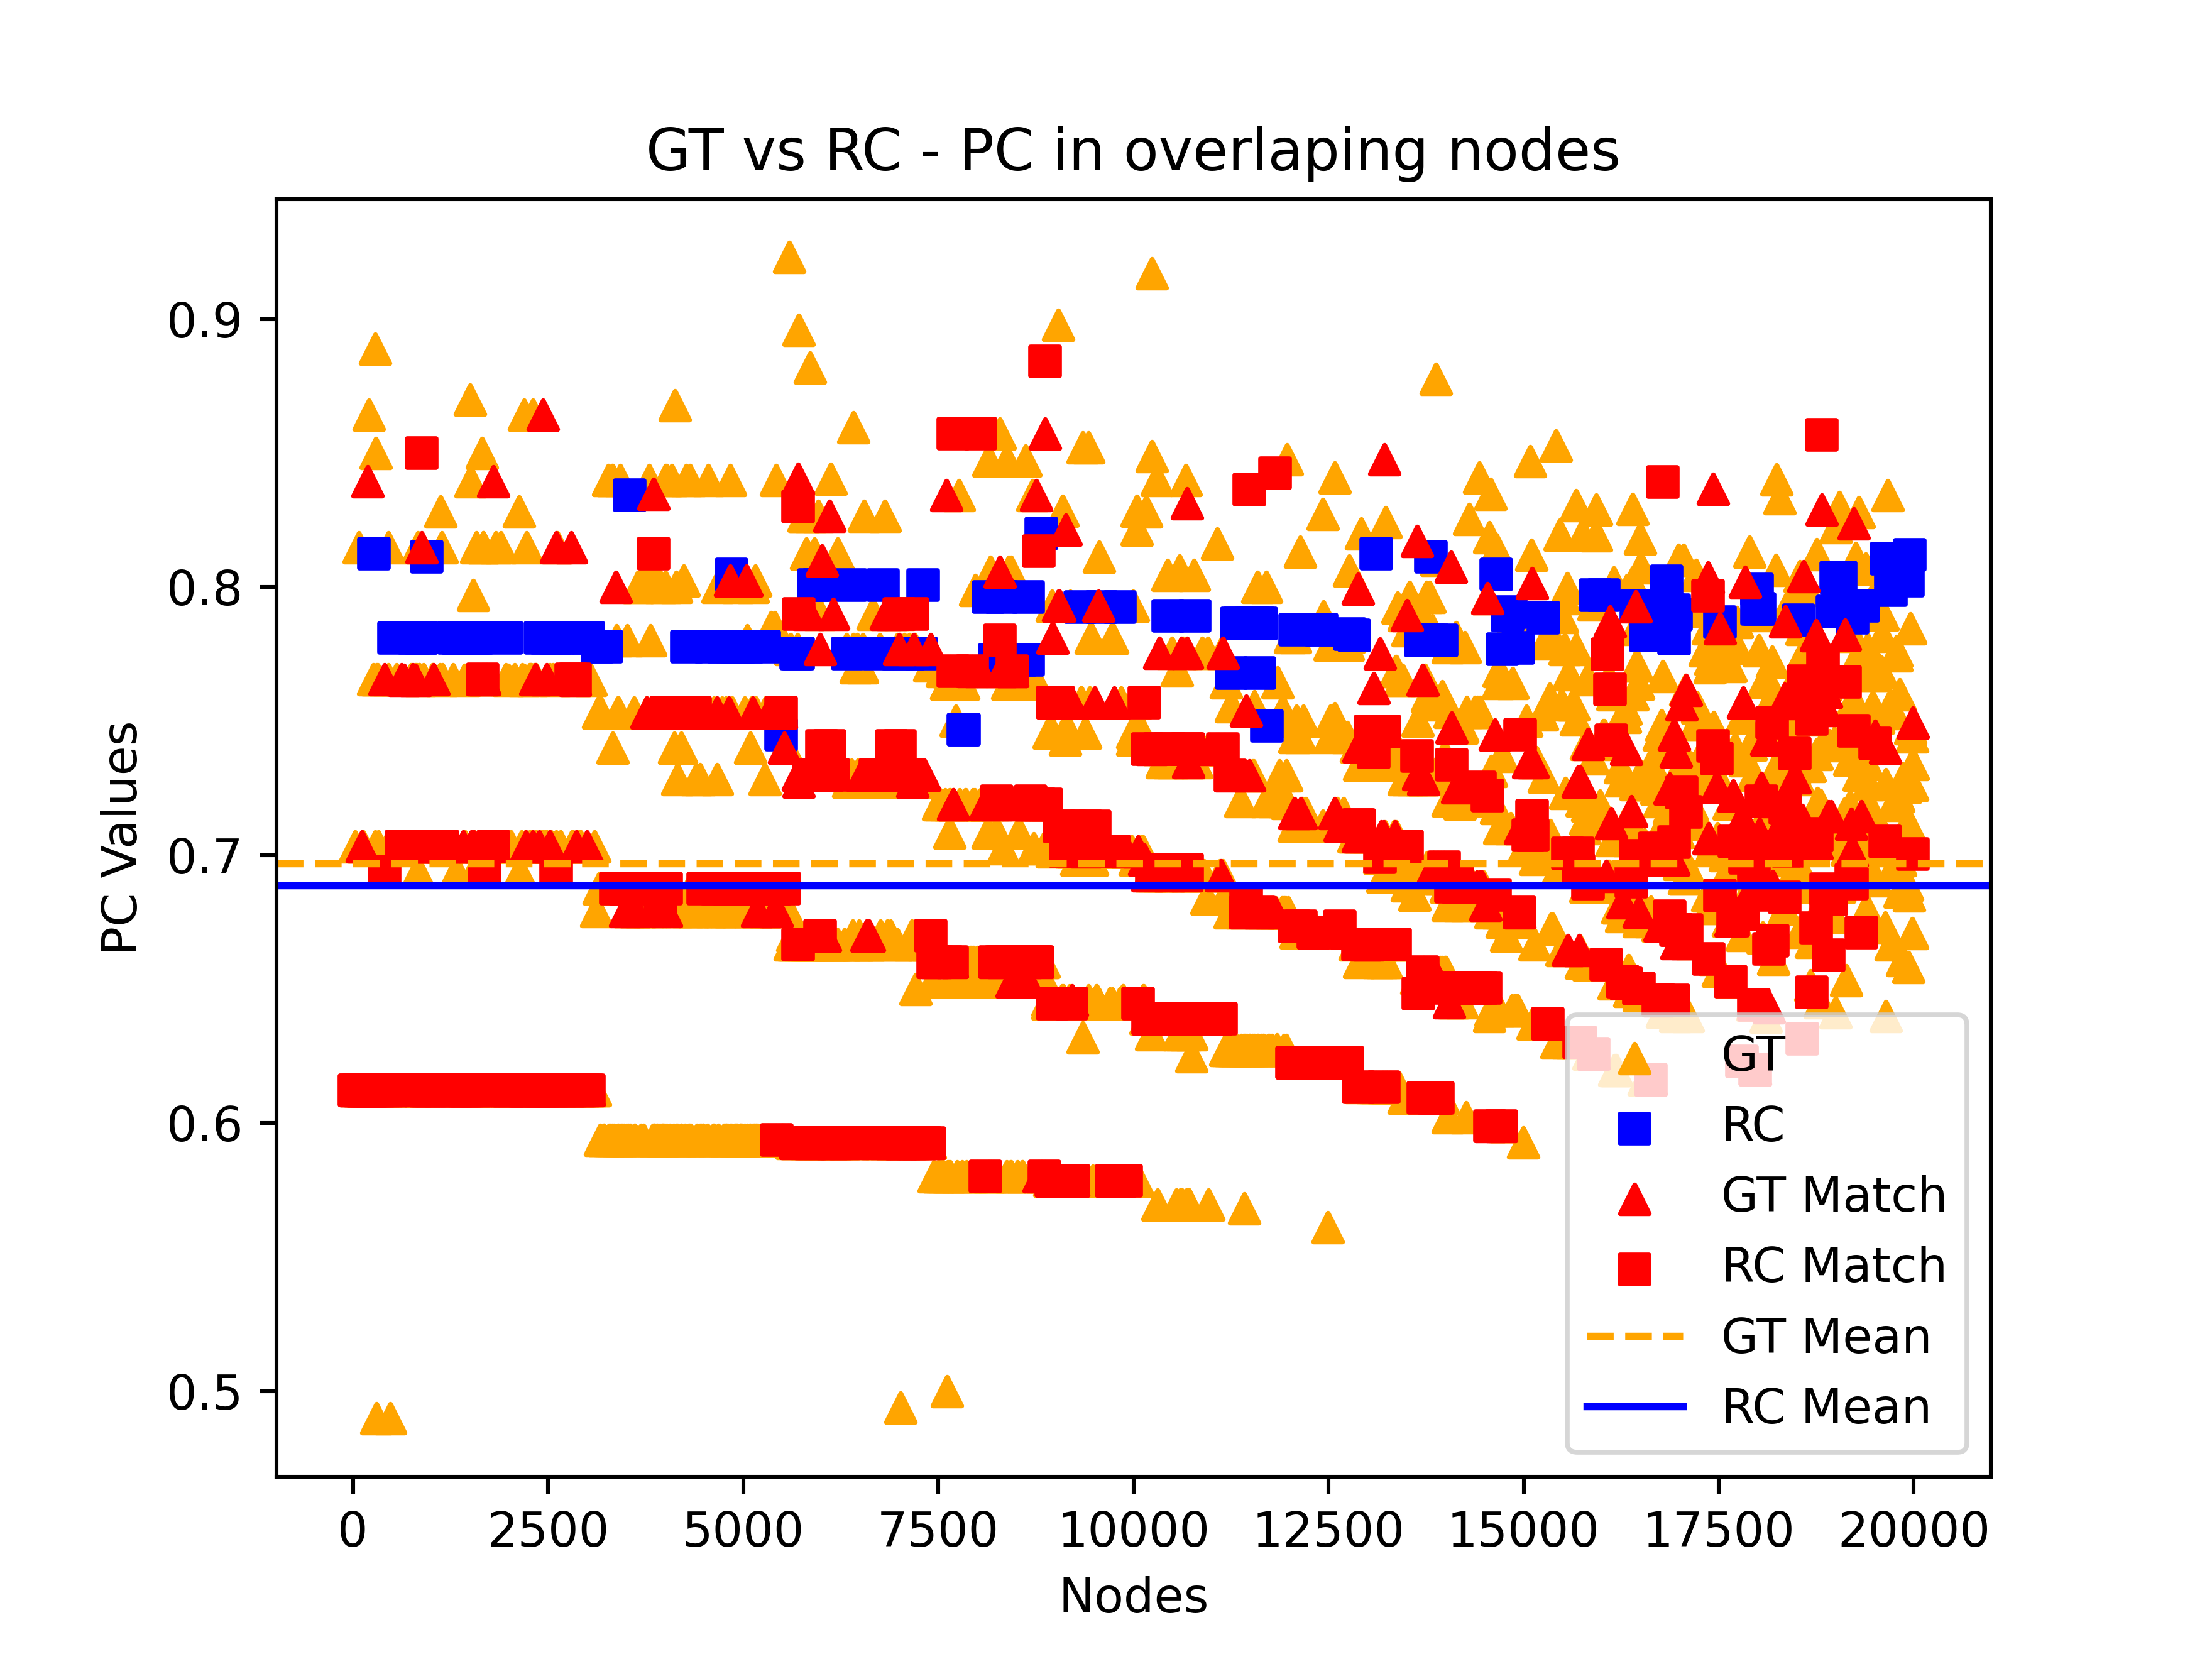 GT vs RC - PC in overlaping nodes
PC Values
0.9
0.8
0.7
0.6
0.5
0
2500
5000
7500
10000
12500
15000
17500
20000
Nodes
GT
RC
GT Match
RC Match
GT Mean
RC Mean